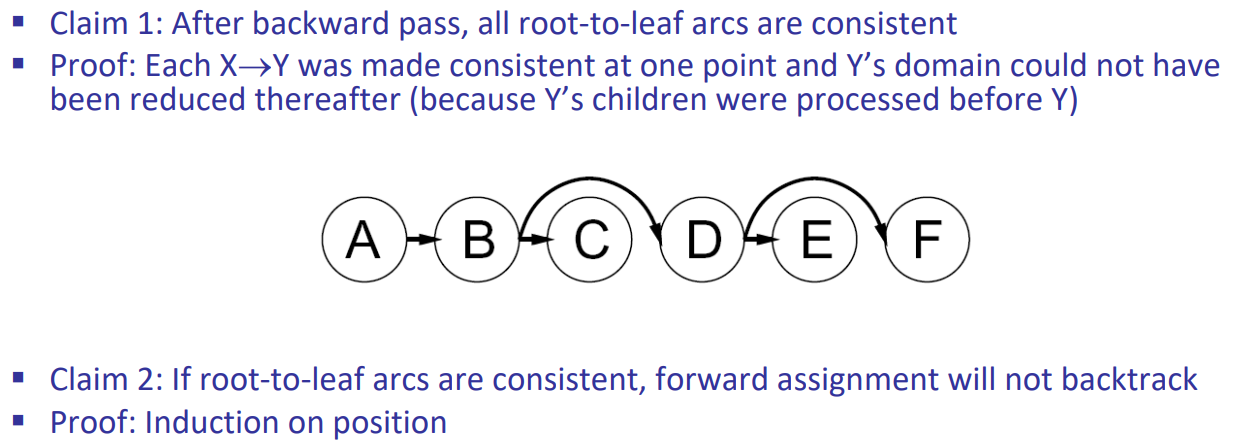 ▪ Claim 1: After backward pass, all root-to-leaf arcs are consistent
▪ Proof: Each X→Y was made consistent at one point and Y’s domain could not have
been reduced thereafter (because Y’s children were processed before Y)
A B C D E F
▪ Claim 2: If root-to-leaf arcs are consistent, forward assignment will not backtrack
▪ Proof: Induction on position